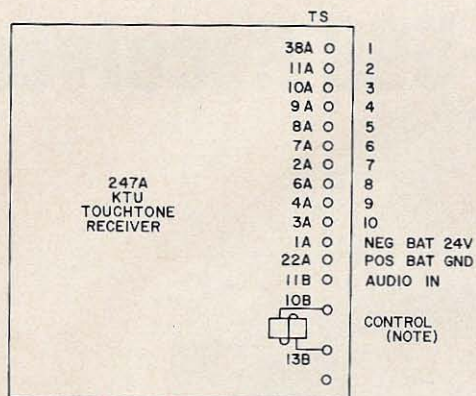 TS
38A 1
11A 2
10A 3
9A 4
8A 5
7A 6
2A 7
6A 8
4A 9
3A 10
1A NEG BAT 24V
22A POS BAT GND
11B AUDIO IN
10B
13B
CONTROL
(NOTE)
247A
KTU
TOUCHTONE
RECEIVER